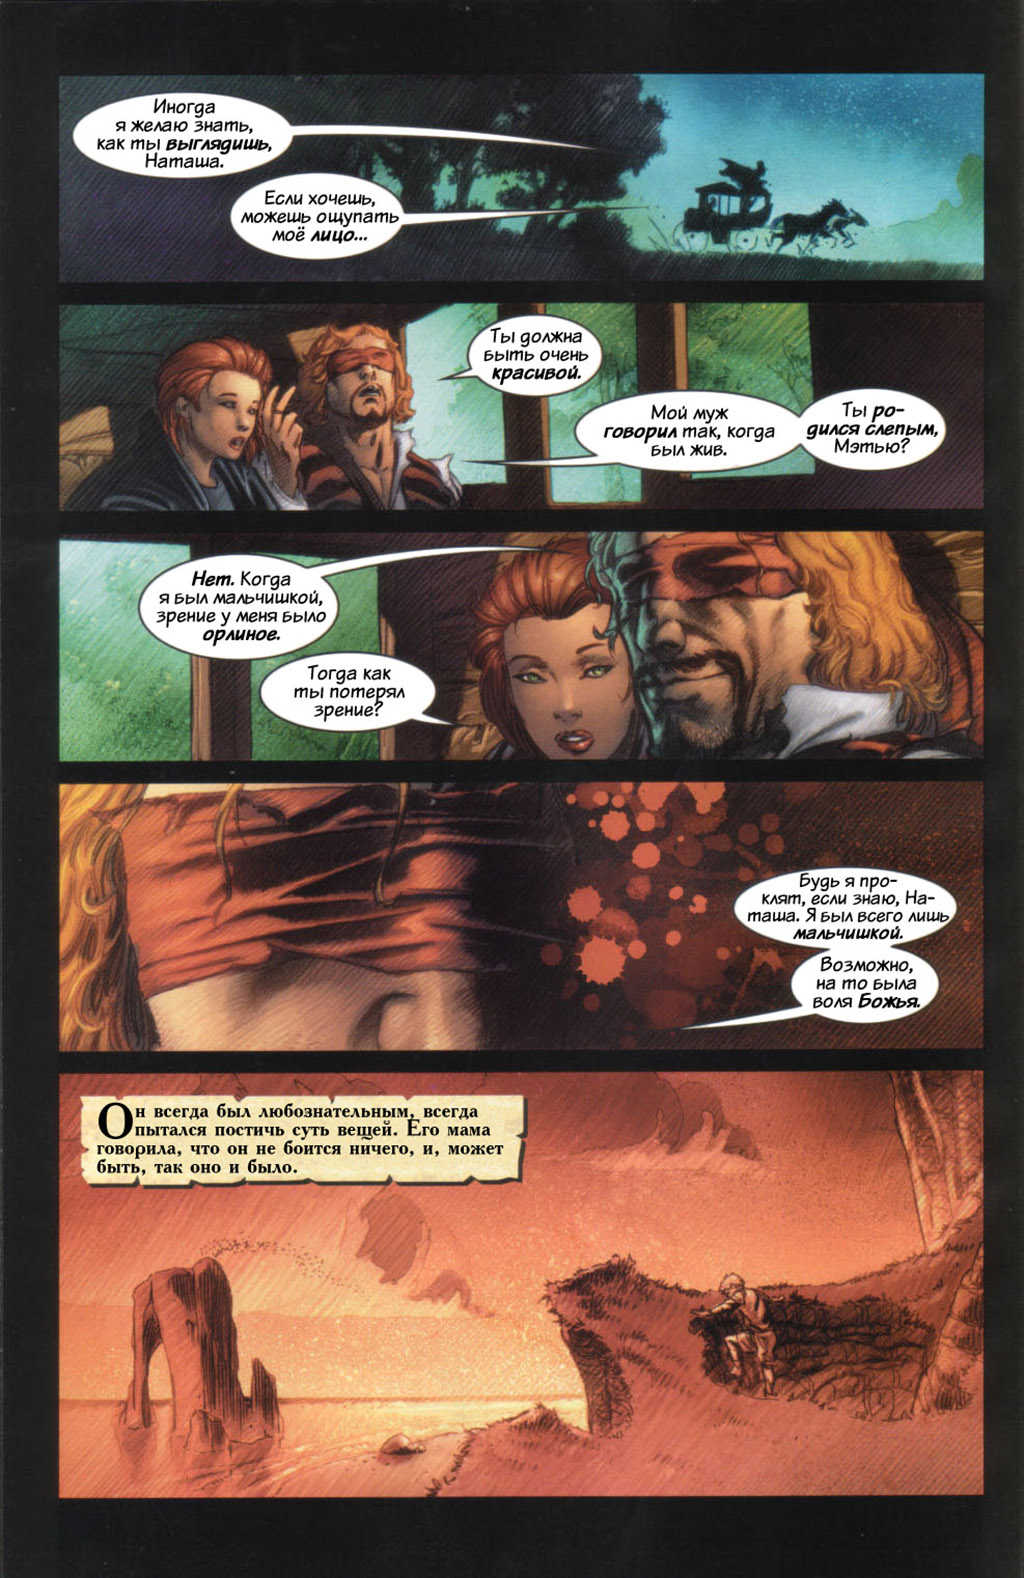 Иногда
я желаю знать,
как ты выглядишь,
Наташа.
Если хочешь,
можешь ощупать
моё лицо...
Ты должна
быть очень
красивой.
Мой муж
говорил так, когда
был жив.
Ты ро-
дился слепым,
Мэтью?
Нет. Когда
я был мальчишкой,
зрение у меня было
орлиное.
Тогда как
ты потерял
зрение?
Будь я про-
клят, если знаю, На-
таша. Я был всего лишь
мальчишкой.
Возможно,
на то была
воля Божья.
Он всегда был любознательным, всегда
пытался постичь суть вещей. Его мама
говорила, что он не боится ничего, и, может
быть, так оно и было.